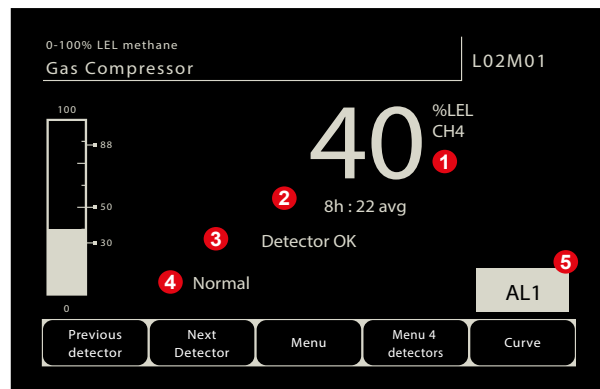 0-100% LEL methane
Gas Compressor
L02M01
100
88
50
30
0
40
%LEL
CH4
1
2
8h : 22 avg
3
Detector OK
4
Normal
5
AL1
Previous
detector
Next
Detector
Menu
Menu 4
detectors
Curve